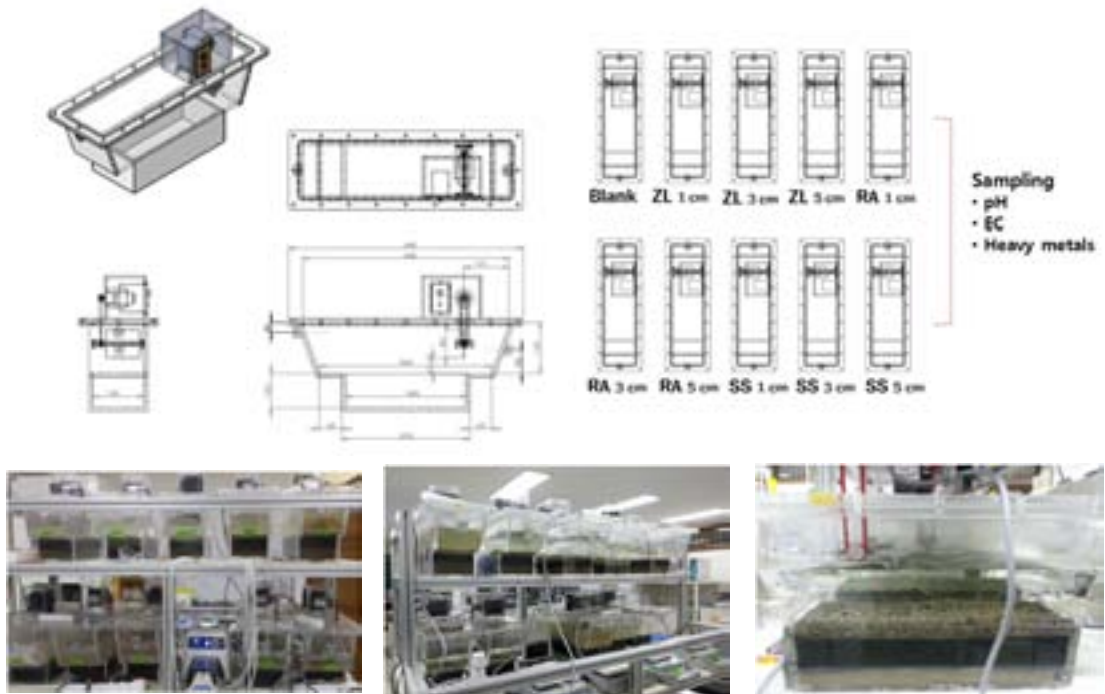 Blank ZL 1 cm ZL 3 cm ZL 5 cm RA 1 cm
RA 3 cm RA 5 cm SS 1 cm SS 3 cm SS 5 cm
Sampling
• pH
• EC
• Heavy metals